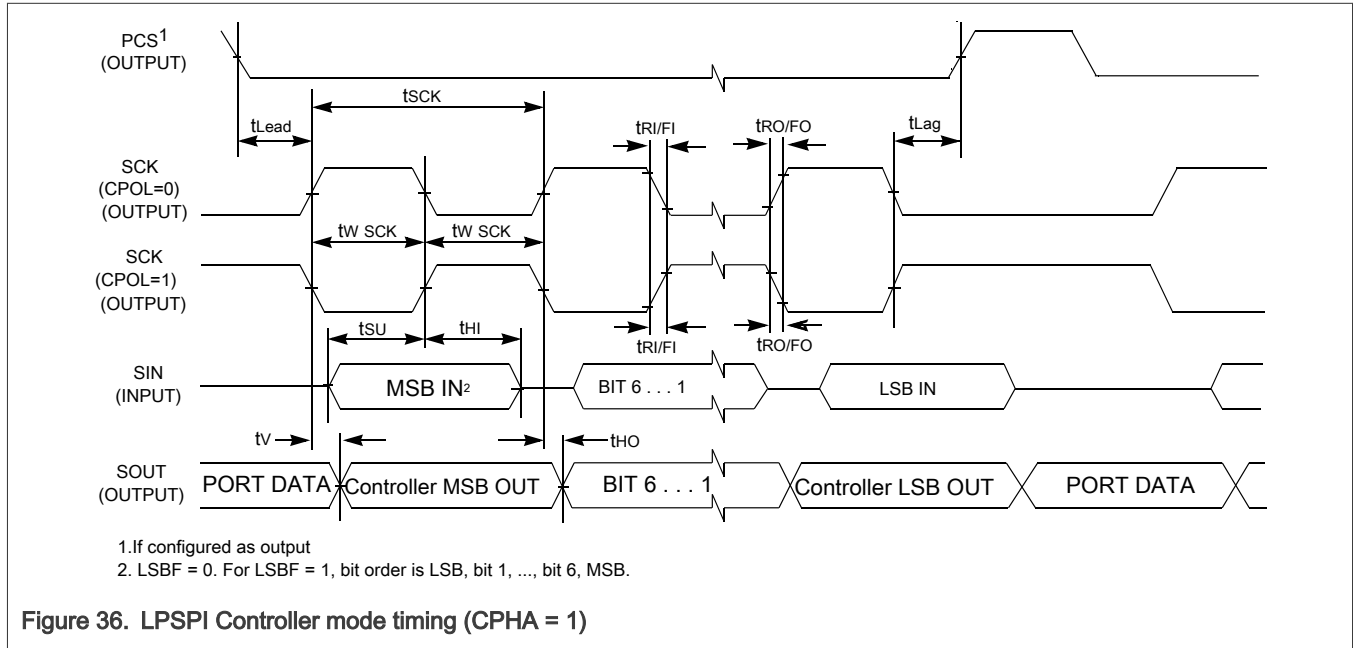 PCS1
(OUTPUT)
tSCK
tLead
tRI/FI
tRO/FO
tLag
SCK
(CPOL=0)
(OUTPUT)
tW SCK
tW SCK
SCK
(CPOL=1)
(OUTPUT)
tSU
tHI
tRI/FI
tRO/FO
SIN
(INPUT)
MSB IN2
BIT 6 . . . 1
LSB IN
tV
tHO
SOUT
(OUTPUT)
PORT DATA
Controller MSB OUT
BIT 6 . . . 1
Controller LSB OUT
PORT DATA
1.If configured as output
2. LSBF = 0. For LSBF = 1, bit order is LSB, bit 1, ..., bit 6, MSB.
Figure 36. LPSPI Controller mode timing (CPHA = 1)